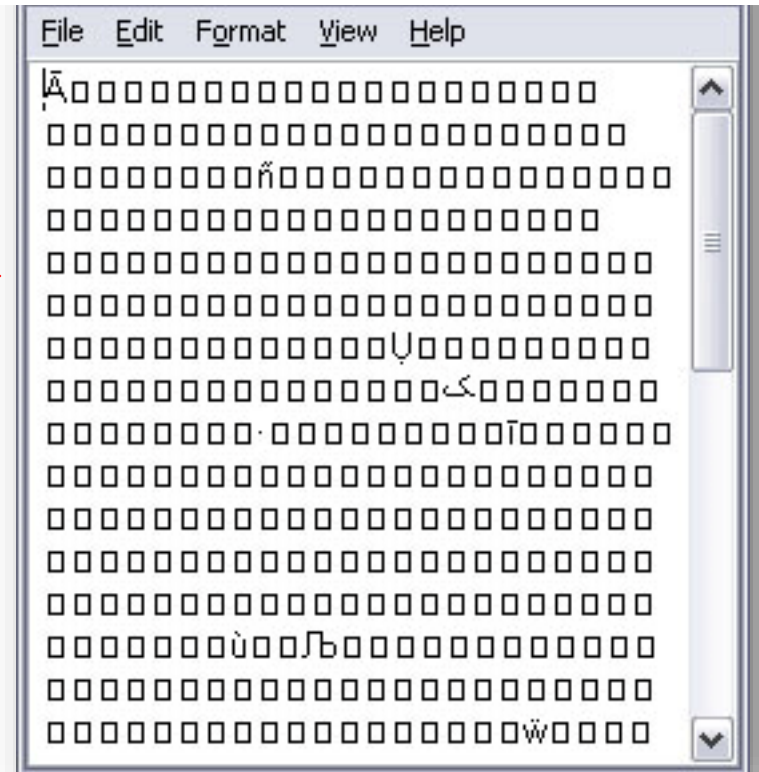 File Edit Format View Help
Ā□□□□□□□□□□□□□□□□□□□□
□□□□□□□□□□□□□□□□□□□□□□
□□□□□□□□ñ□□□□□□□□□□□□□□□
□□□□□□□□□□□□□□□□□□□□□
□□□□□□□□□□□□□□□□□□□□□□□
□□□□□□□□□□□□□□□□□□□□□□□
□□□□□□□□□□□□□Ṿ□□□□□□□□□
□□□□□□□□□□□□□□□ک□□□□□□□
□□□□□□□□·□□□□□□□□□ī□□□□□□
□□□□□□□□□□□□□□□□□□□□□□□
□□□□□□□□□□□□□□□□□□□□□□□
□□□□□□□□□□□□□□□□□□□□□□□
□□□□□□□□□□□□□□□□□□□□□□□
□□□□□□□ù□□Љ□□□□□□□□□□□□
□□□□□□□□□□□□□□□□□□□□□□□
□□□□□□□□□□□□□□□□□□ẅ□□□□